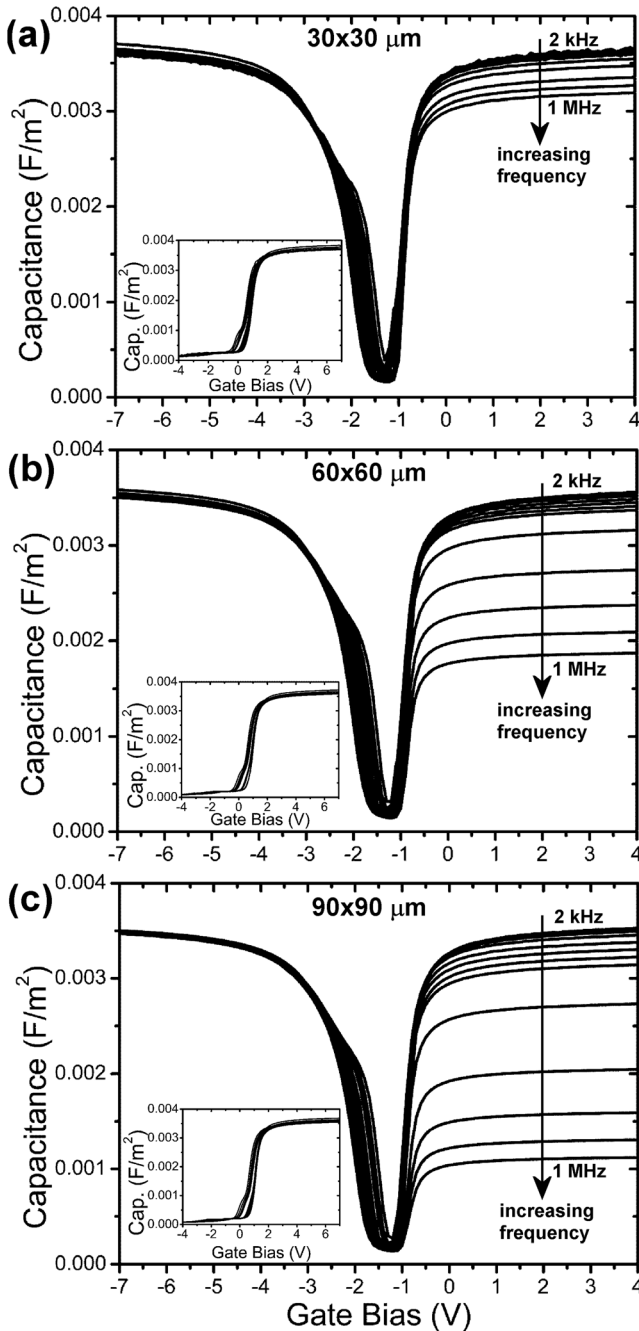 (a)
30x30 μm
2 kHz
1 MHz
increasing
frequency
Capacitance (F/m²)
0.004
0.003
0.002
0.001
0.000
-7 -6 -5 -4 -3 -2 -1 0 1 2 3 4
Cap. (F/m²)
0.004
0.003
0.002
0.001
0.000
-4 -2 0 2 4 6
Gate Bias (V)
(b)
60x60 μm
2 kHz
1 MHz
increasing
frequency
Capacitance (F/m²)
0.004
0.003
0.002
0.001
0.000
-7 -6 -5 -4 -3 -2 -1 0 1 2 3 4
Cap. (F/m²)
0.004
0.003
0.002
0.001
0.000
-4 -2 0 2 4 6
Gate Bias (V)
(c)
90x90 μm
2 kHz
1 MHz
increasing
frequency
Capacitance (F/m²)
0.004
0.003
0.002
0.001
0.000
-7 -6 -5 -4 -3 -2 -1 0 1 2 3 4
Cap. (F/m²)
0.004
0.003
0.002
0.001
0.000
-4 -2 0 2 4 6
Gate Bias (V)
Gate Bias (V)